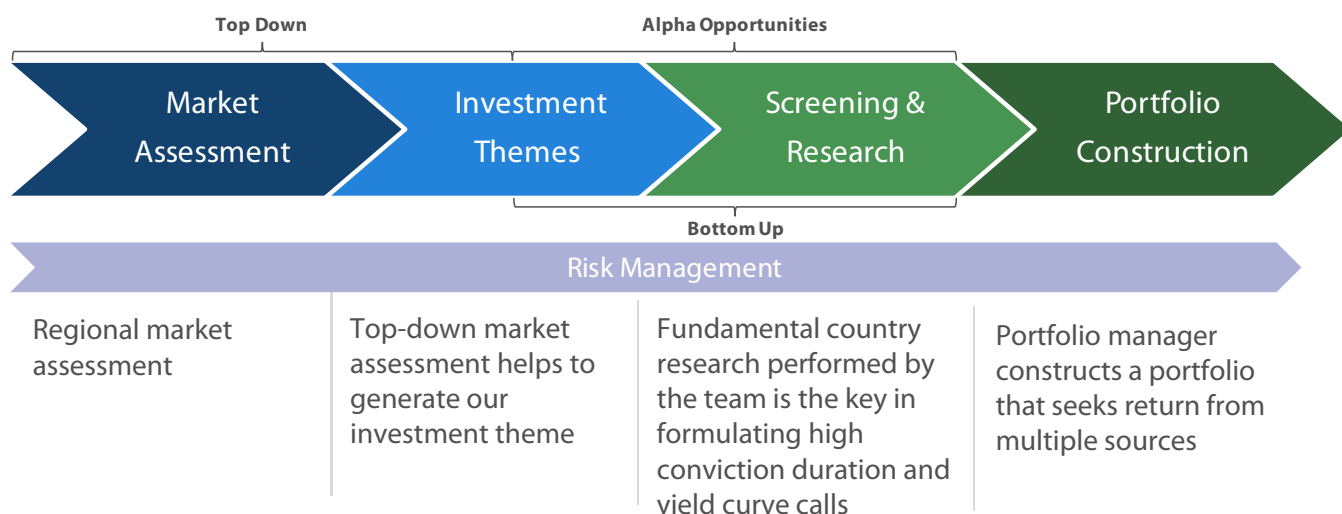 Top Down
Alpha Opportunities
Market
Assessment
Investment
Themes
Screening &
Research
Portfolio
Construction
Bottom Up
Risk Management
Regional market
assessment
Top-down market
assessment helps to
generate our
investment theme
Fundamental country
research performed by
the team is the key in
formulating high
conviction duration and
yield curve calls
Portfolio manager
constructs a portfolio
that seeks return from
multiple sources